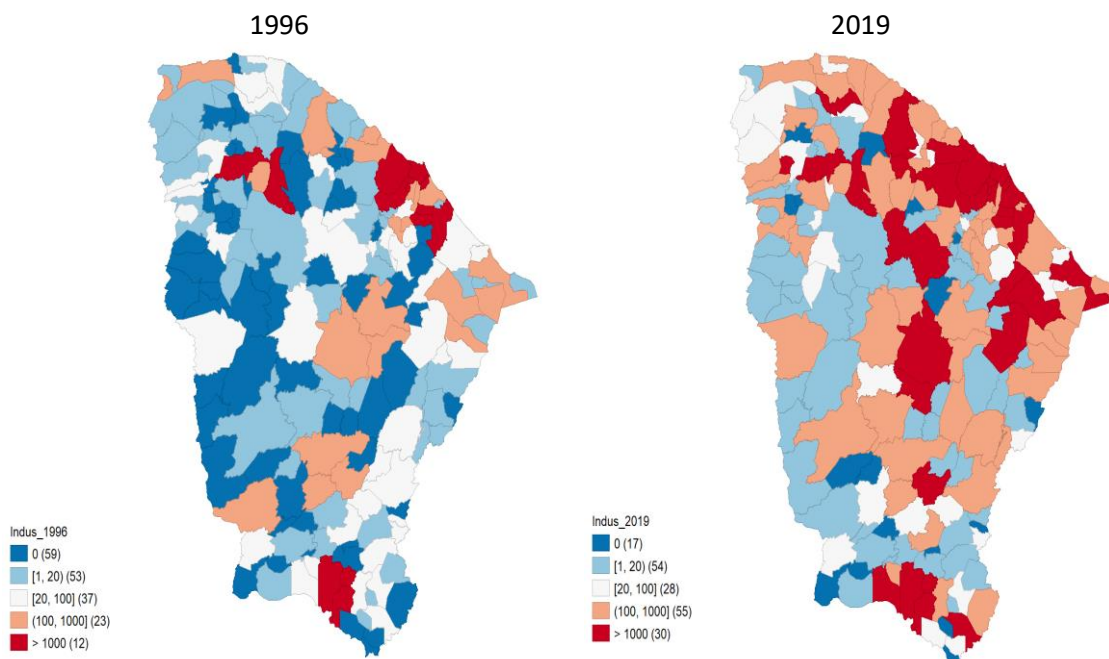 1996
2019
Indus_1996
0 (59)
[1, 20) (53)
[20, 100] (37)
(100, 1000] (23)
> 1000 (12)
Indus_2019
0 (17)
[1, 20) (54)
[20, 100] (28)
(100, 1000] (55)
> 1000 (30)